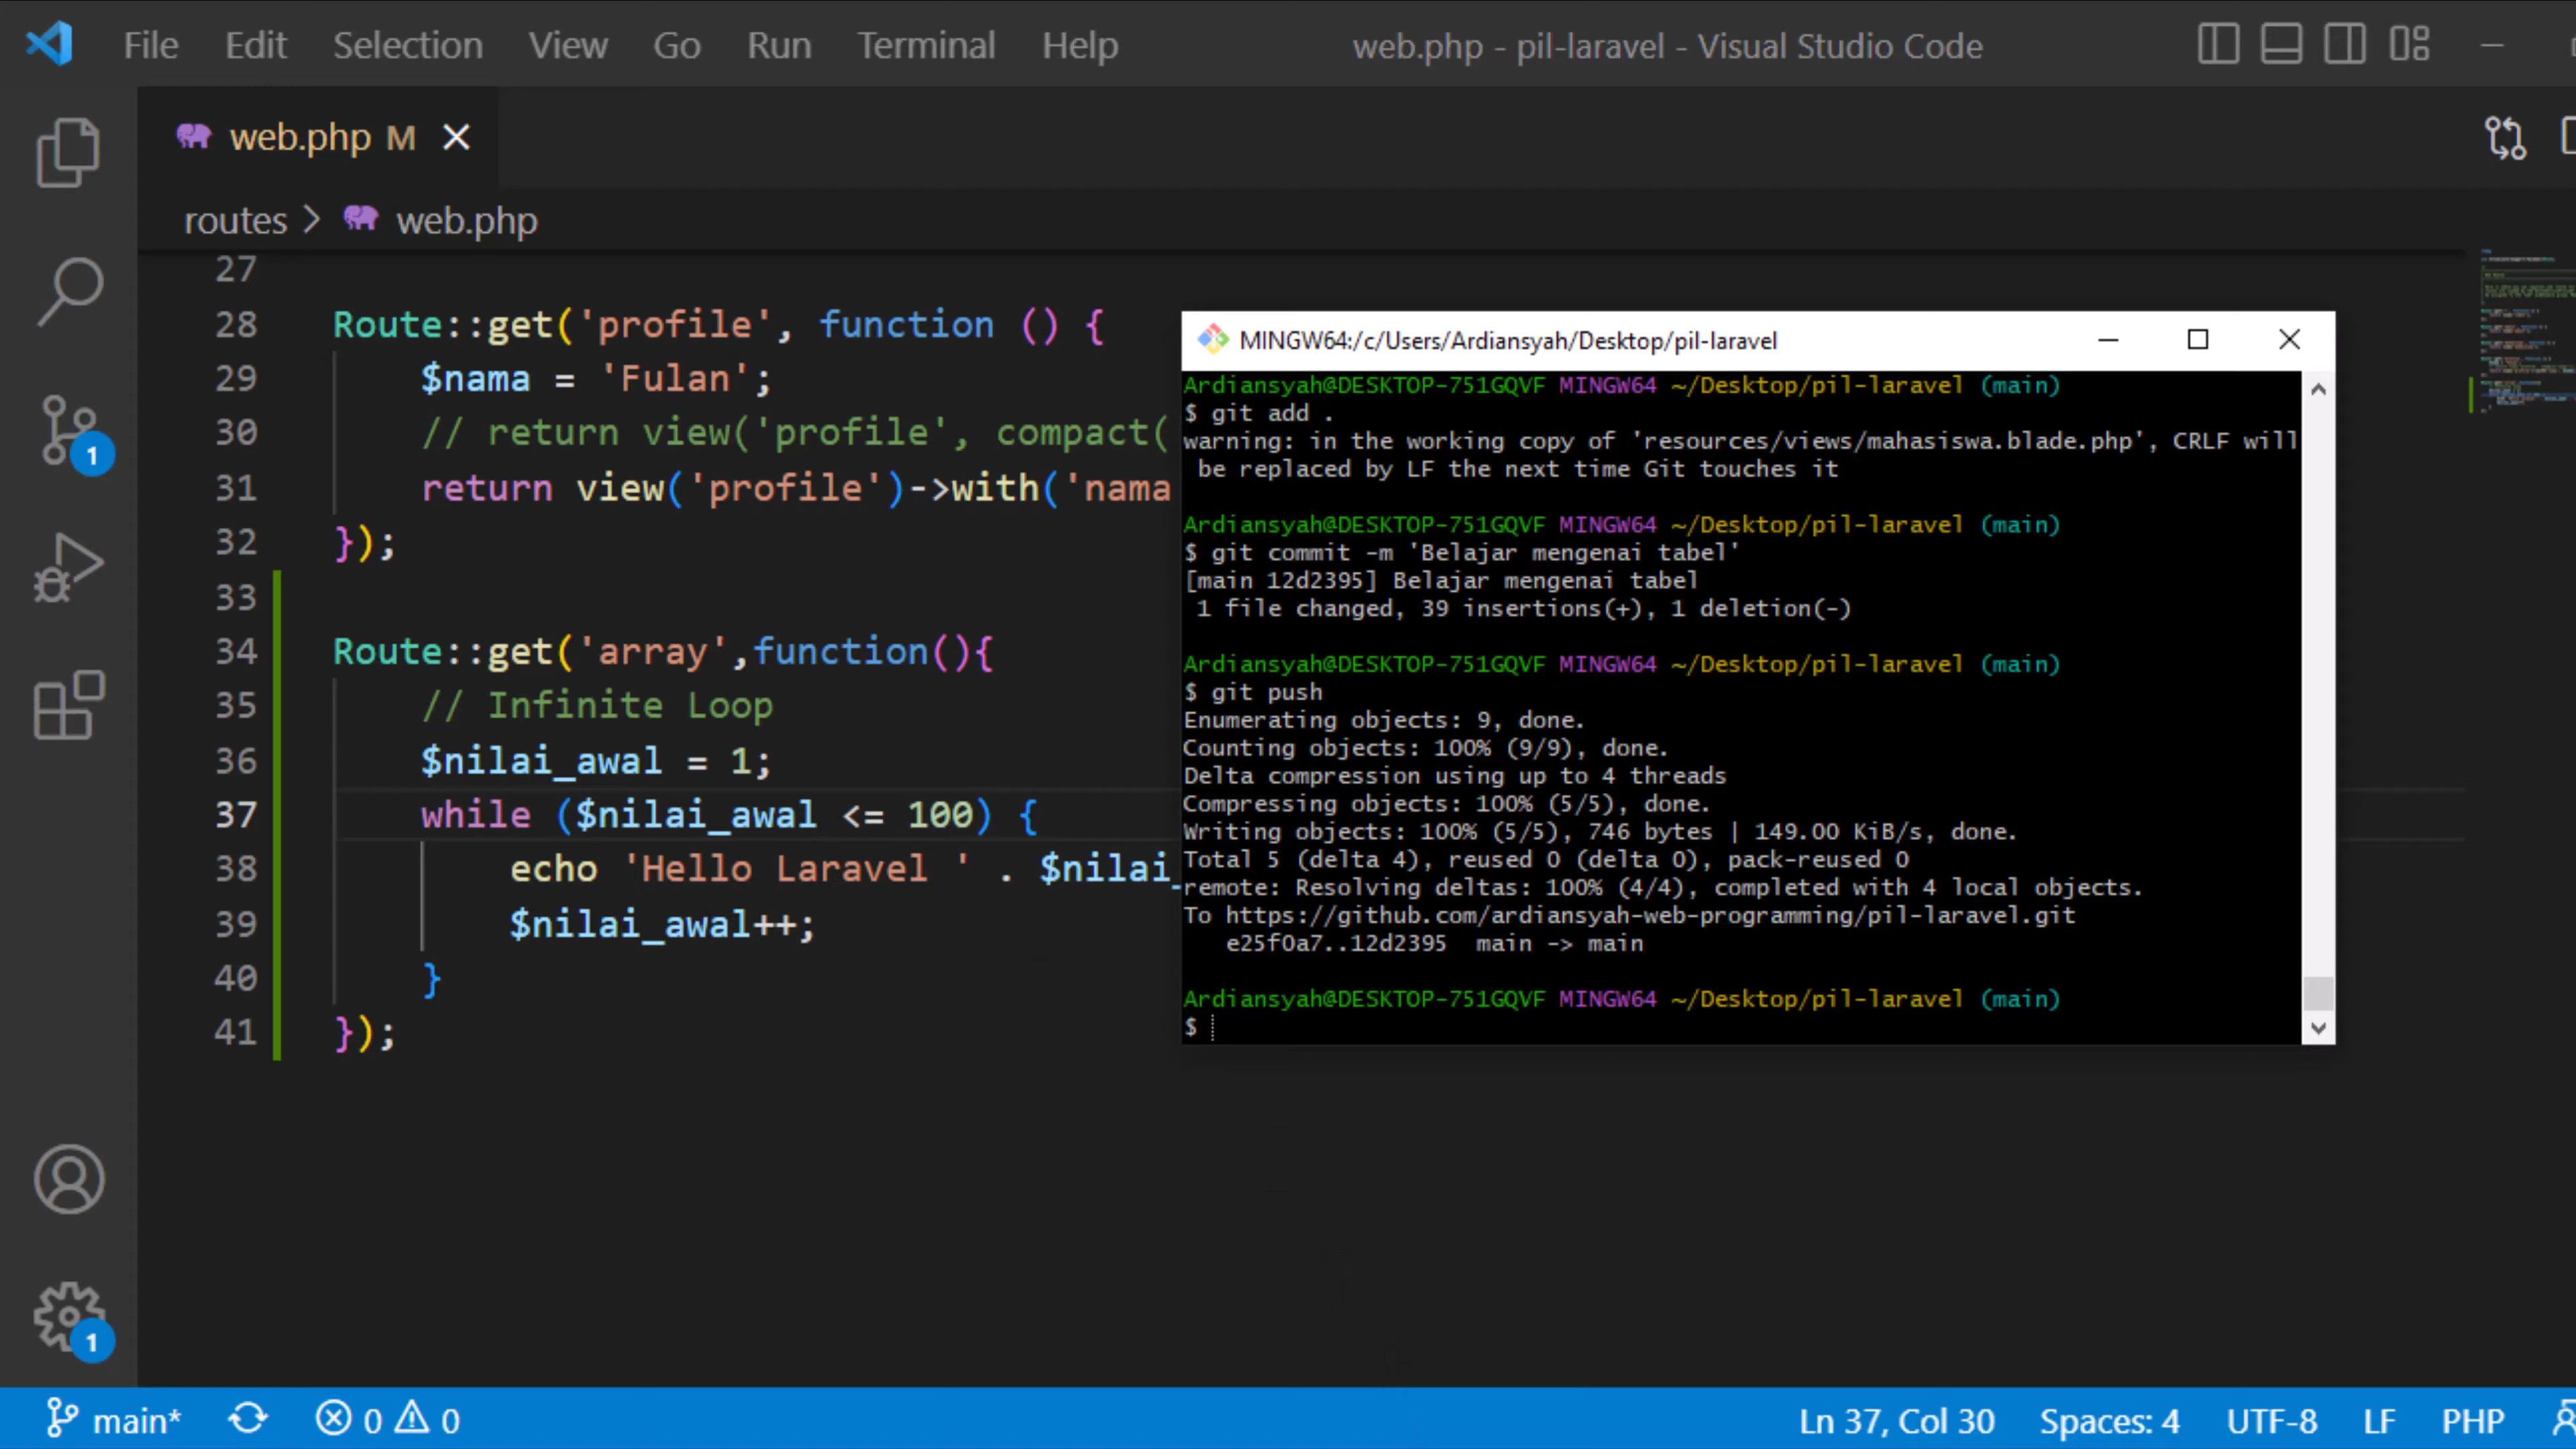 File Edit Selection View Go Run Terminal Help
web.php - pil-laravel - Visual Studio Code
web.php M
routes > web.php
27
28 Route::get('profile', function () {
29 $nama = 'Fulan';
30 // return view('profile', compact(
31 return view('profile')->with('nama
32 });
33
34 Route::get('array',function(){
35 // Infinite Loop
36 $nilai_awal = 1;
37 while ($nilai_awal <= 100) {
38 echo 'Hello Laravel ' . $nilai_
39 $nilai_awal++;
40 }
41 });
1
1
MINGW64:/c/Users/Ardiansyah/Desktop/pil-laravel
Ardiansyah@DESKTOP-751GQVF MINGW64 ~/Desktop/pil-laravel (main)
$ git add .
warning: in the working copy of 'resources/views/mahasiswa.blade.php', CRLF will
be replaced by LF the next time Git touches it
Ardiansyah@DESKTOP-751GQVF MINGW64 ~/Desktop/pil-laravel (main)
$ git commit -m 'Belajar mengenai tabel'
[main 12d2395] Belajar mengenai tabel
1 file changed, 39 insertions(+), 1 deletion(-)
Ardiansyah@DESKTOP-751GQVF MINGW64 ~/Desktop/pil-laravel (main)
$ git push
Enumerating objects: 9, done.
Counting objects: 100% (9/9), done.
Delta compression using up to 4 threads
Compressing objects: 100% (5/5), done.
Writing objects: 100% (5/5), 746 bytes | 149.00 KiB/s, done.
Total 5 (delta 4), reused 0 (delta 0), pack-reused 0
remote: Resolving deltas: 100% (4/4), completed with 4 local objects.
To https://github.com/ardiansyah-web-programming/pil-laravel.git
e25f0a7..12d2395 main -> main
Ardiansyah@DESKTOP-751GQVF MINGW64 ~/Desktop/pil-laravel (main)
$
main* 0 0 Ln 37, Col 30 Spaces: 4 UTF-8 LF PHP